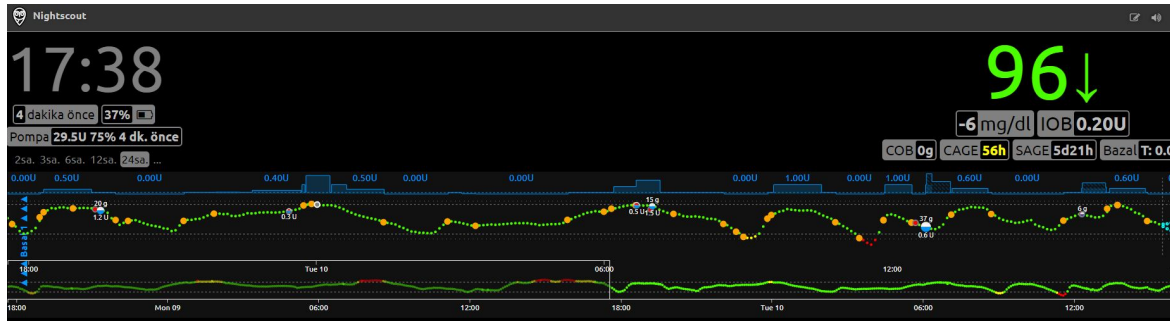 Nightscout
17:38
96↓
4 dakika önce 37%
-6 mg/dl IOB 0.20U
Pompa 29.5U 75% 4 dk. önce
COB 0g CAGE 56h SAGE 5d21h Bazal T: 0.0
2sa. 3sa. 6sa. 12sa. 24sa. ...
0.00U 0.50U 0.00U 0.40U 0.50U 0.00U 0.00U 0.00U 1.00U 0.00U 1.00U 0.60U 0.00U 0.60U
20 g 15 g 6 g
1.2 U 0.3 U 0.5 U 1.5 U 37 g
0.6 U
18:00 Tue 10 06:00 12:00
18:00 Mon 09 06:00 12:00 18:00 Tue 10 06:00 12:00